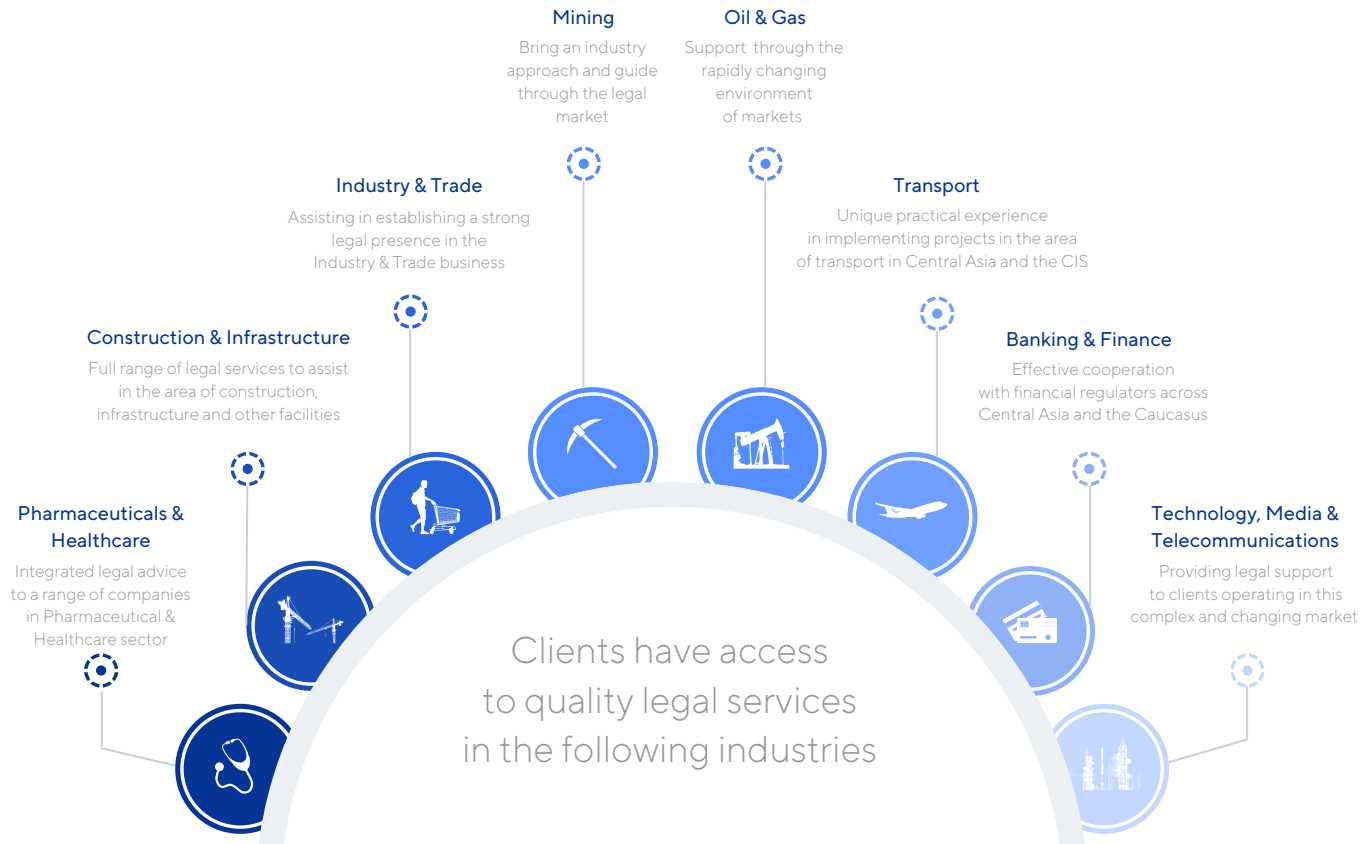 Mining
Bring an industry
approach and guide
through the legal
market
Oil & Gas
Support through the
rapidly changing
environment
of markets
Industry & Trade
Assisting in establishing a strong
legal presence in the
Industry & Trade business
Transport
Unique practical experience
in implementing projects in the area
of transport in Central Asia and the CIS
Construction & Infrastructure
Full range of legal services to assist
in the area of construction,
infrastructure and other facilities
Banking & Finance
Effective cooperation
with financial regulators across
Central Asia and the Caucasus
Pharmaceuticals &
Healthcare
Integrated legal advice
to a range of companies
in Pharmaceutical &
Healthcare sector
Technology, Media &
Telecommunications
Providing legal support
to clients operating in this
complex and changing market
Clients have access
to quality legal services
in the following industries